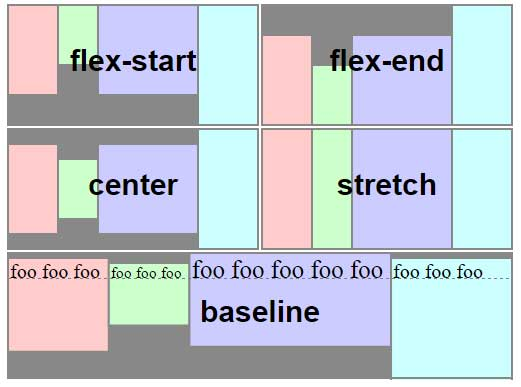 flex-start
flex-end
center
stretch
foo foo foo foo foo foo foo foo foo foo foo foo foo foo
baseline